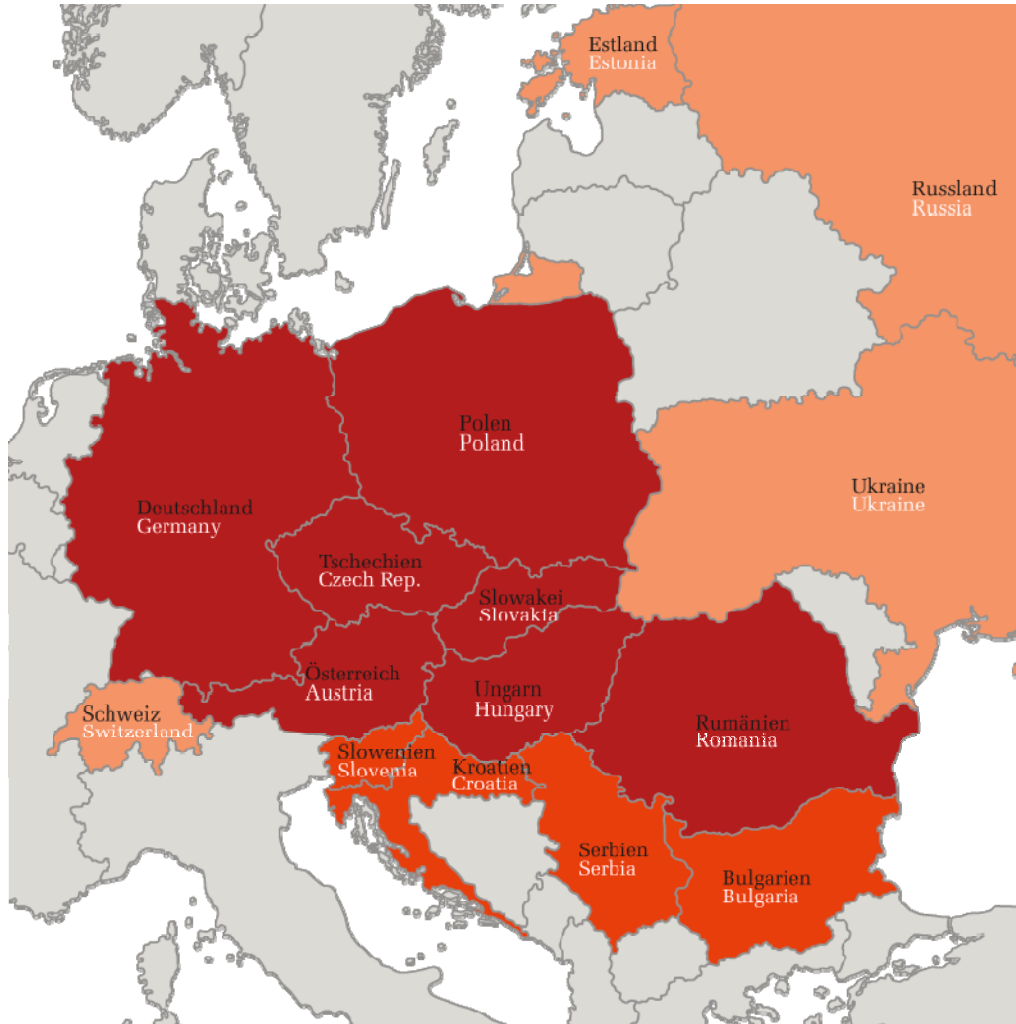 Estland
Estonia
Russland
Russia
Polen
Poland
Ukraine
Ukraine
Deutschland
Germany
Tschechien
Czech Rep.
Slowakei
Slovakia
Österreich
Austria
Ungarn
Hungary
Schweiz
Switzerland
Rumänien
Romania
Slowenien
Slovenia
Kroatien
Croatia
Serbien
Serbia
Bulgarien
Bulgaria